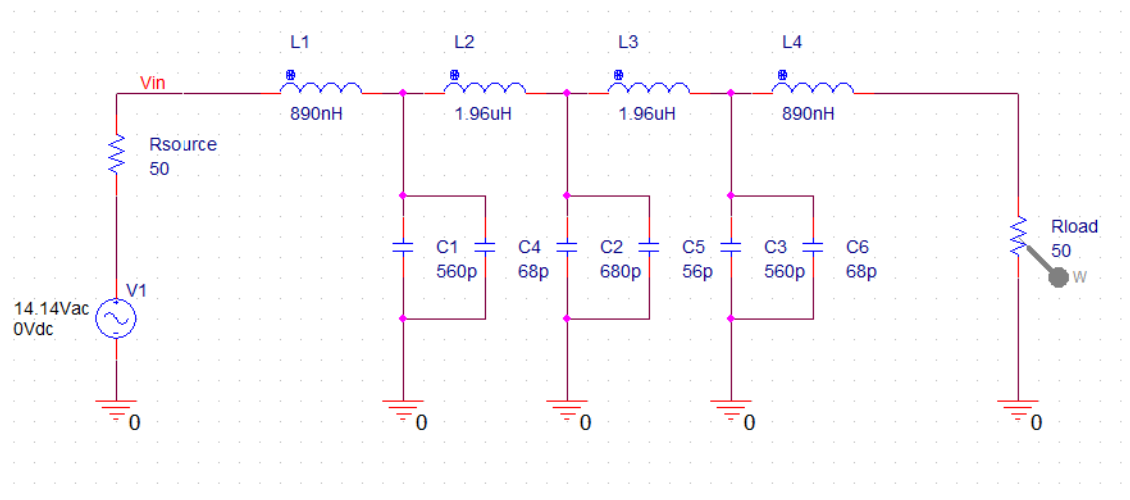 L1
L2
L3
L4
Vin
890nH
1.96uH
1.96uH
890nH
Rsource
50
C1
560p
C4
68p
C2
680p
C5
56p
C3
560p
C6
68p
Rload
50
W
V1
14.14Vac
0Vdc
0
0
0
0
0